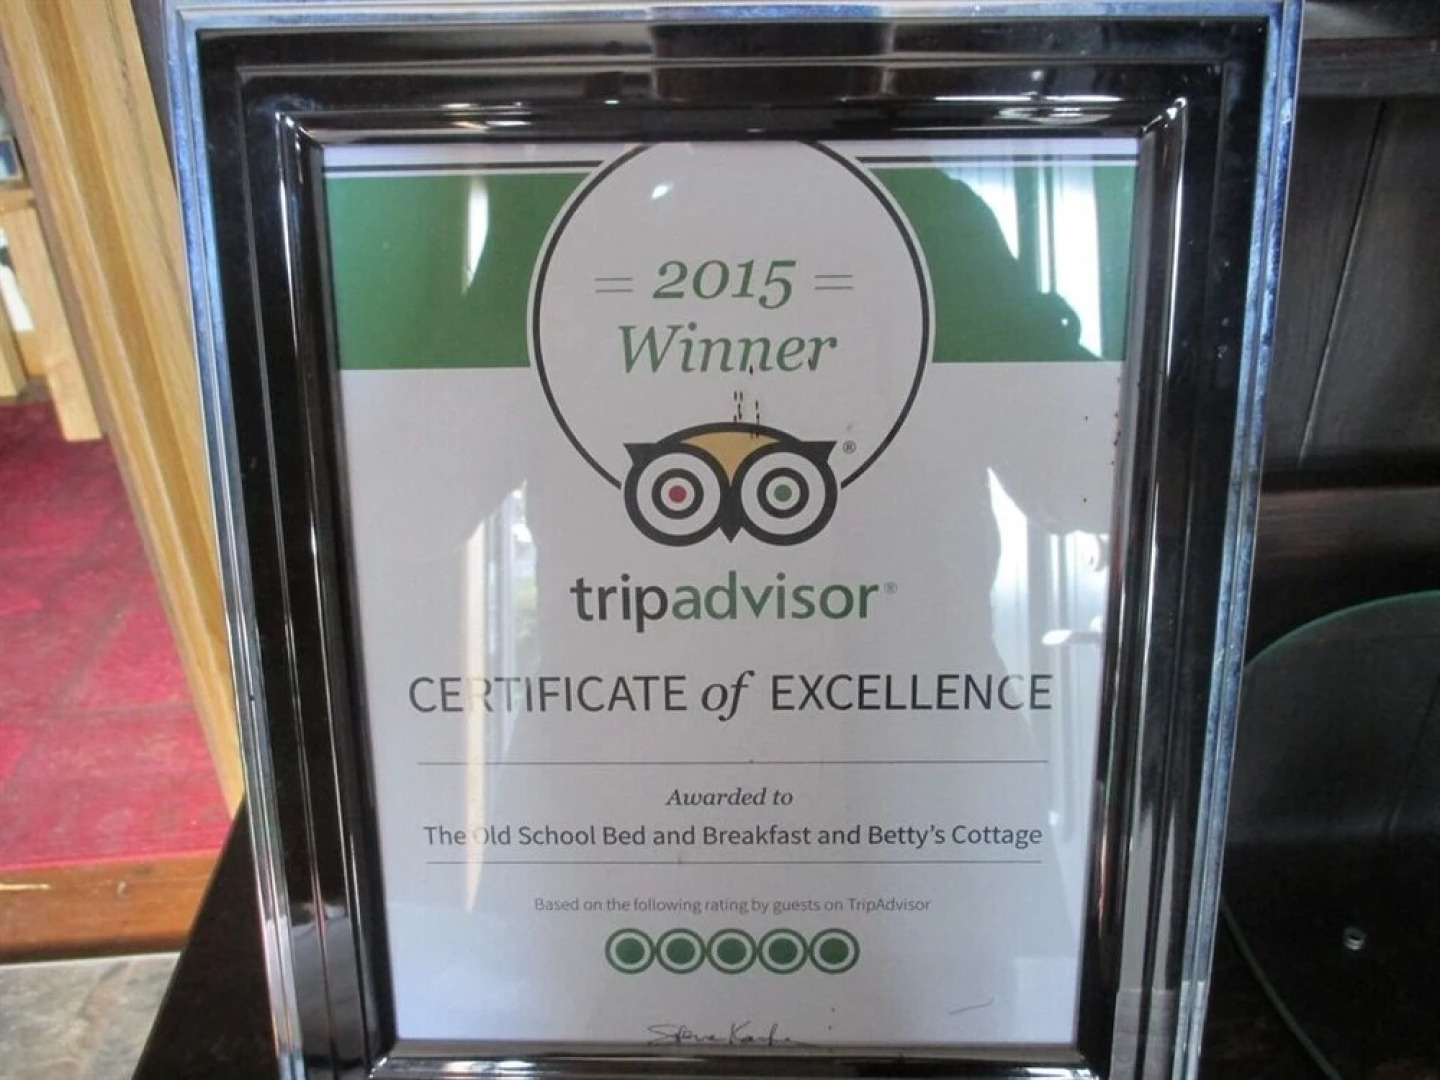 = 2015 =
Winner
®
tripadvisor®
CERTIFICATE of EXCELLENCE
Awarded to
The Old School Bed and Breakfast and Betty's Cottage
Based on the following rating by guests on TripAdvisor